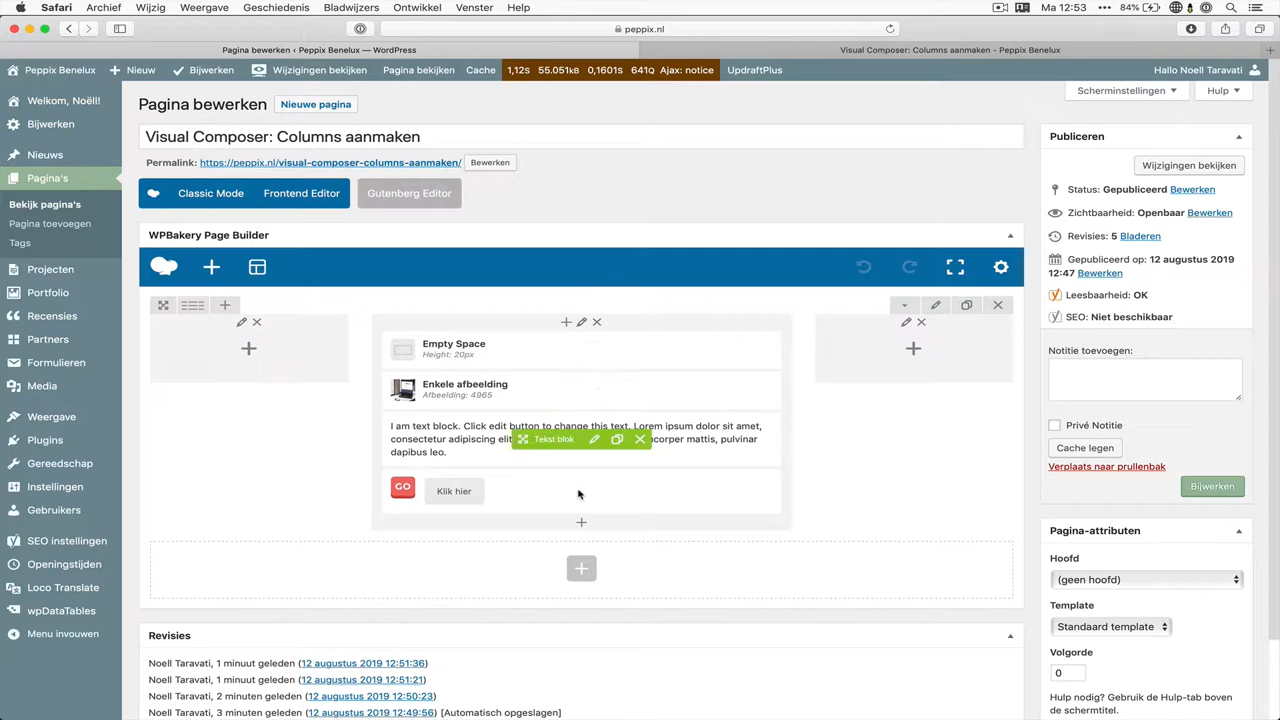 Safari Archief Wijzig Weergave Geschiedenis Bladwijzers Ontwikkel Venster Help 84% Ma 12:53
peppix.nl
Pagina bewerken ‹ Peppix Benelux — WordPress
Visual Composer: Columns aanmaken - Peppix Benelux
Peppix Benelux Nieuw Bijwerken Wijzigingen bekijken Pagina bekijken Cache 1,12S 55.051kB 0,1601S 641Q Ajax: notice UpdraftPlus Hallo Noell Taravati
Welkom, Noëll!
Bijwerken
Nieuws
Pagina's
Bekijk pagina's
Pagina toevoegen
Tags
Projecten
Portfolio
Recensies
Partners
Formulieren
Media
Weergave
Plugins
Gereedschap
Instellingen
Gebruikers
SEO instellingen
Openingstijden
Loco Translate
wpDataTables
Menu invouwen
Scherminstellingen Hulp
Pagina bewerken Nieuwe pagina
Visual Composer: Columns aanmaken
Permalink: https://peppix.nl/visual-composer-columns-aanmaken/ Bewerken
Classic Mode Frontend Editor Gutenberg Editor
WPBakery Page Builder
Empty Space
Height: 20px
Enkele afbeelding
Afbeelding: 4965
I am text block. Click edit button to change this text. Lorem ipsum dolor sit amet,
consectetur adipiscing elit Tekst blok corper mattis, pulvinar
dapibus leo.
GO Klik hier
Revisies
Noell Taravati, 1 minuut geleden (12 augustus 2019 12:51:36)
Noell Taravati, 1 minuut geleden (12 augustus 2019 12:51:21)
Noell Taravati, 2 minuten geleden (12 augustus 2019 12:50:23)
Noell Taravati, 3 minuten geleden (12 augustus 2019 12:49:56) [Automatisch opgeslagen]
Publiceren
Wijzigingen bekijken
Status: Gepubliceerd Bewerken
Zichtbaarheid: Openbaar Bewerken
Revisies: 5 Bladeren
Gepubliceerd op: 12 augustus 2019
12:47 Bewerken
Leesbaarheid: OK
SEO: Niet beschikbaar
Notitie toevoegen:
Privé Notitie
Cache legen
Verplaats naar prullenbak
Bijwerken
Pagina-attributen
Hoofd
(geen hoofd)
Template
Standaard template
Volgorde
0
Hulp nodig? Gebruik de Hulp-tab boven
de schermtitel.